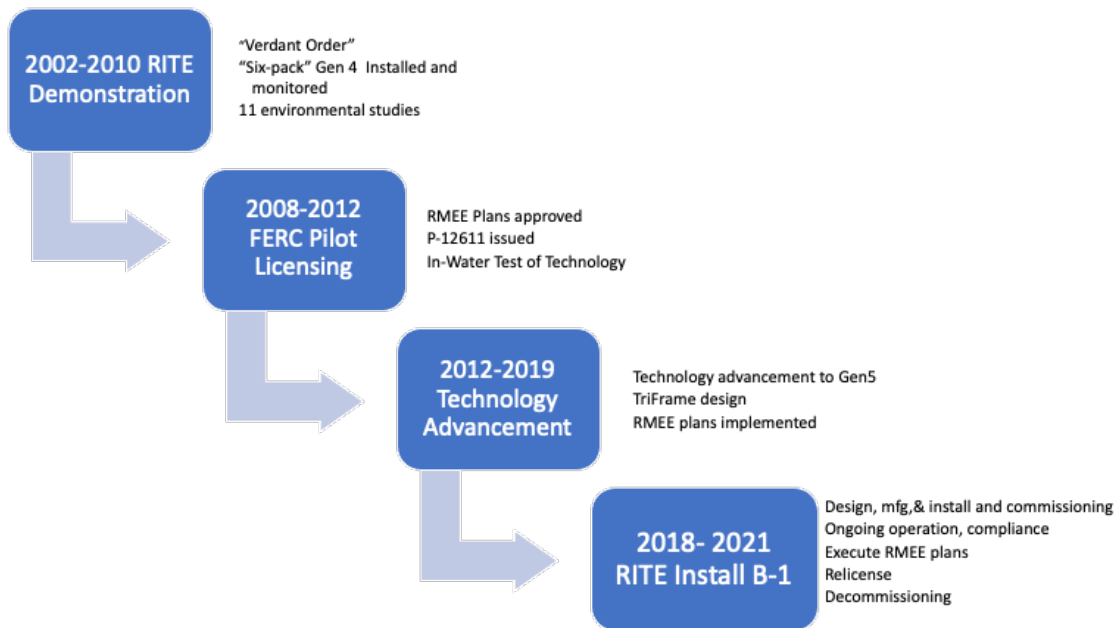 2002-2010 RITE
Demonstration
“Verdant Order”
“Six-pack” Gen 4  Installed and
monitored
11 environmental studies
2008-2012
FERC Pilot
Licensing
RMEE Plans approved
P-12611 issued
In-Water Test of Technology
2012-2019
Technology
Advancement
Technology advancement to Gen5
TriFrame design
RMEE plans implemented
2018- 2021
RITE Install B-1
Design, mfg,& install and commissioning
Ongoing operation, compliance
Execute RMEE plans
Relicense
Decommissioning